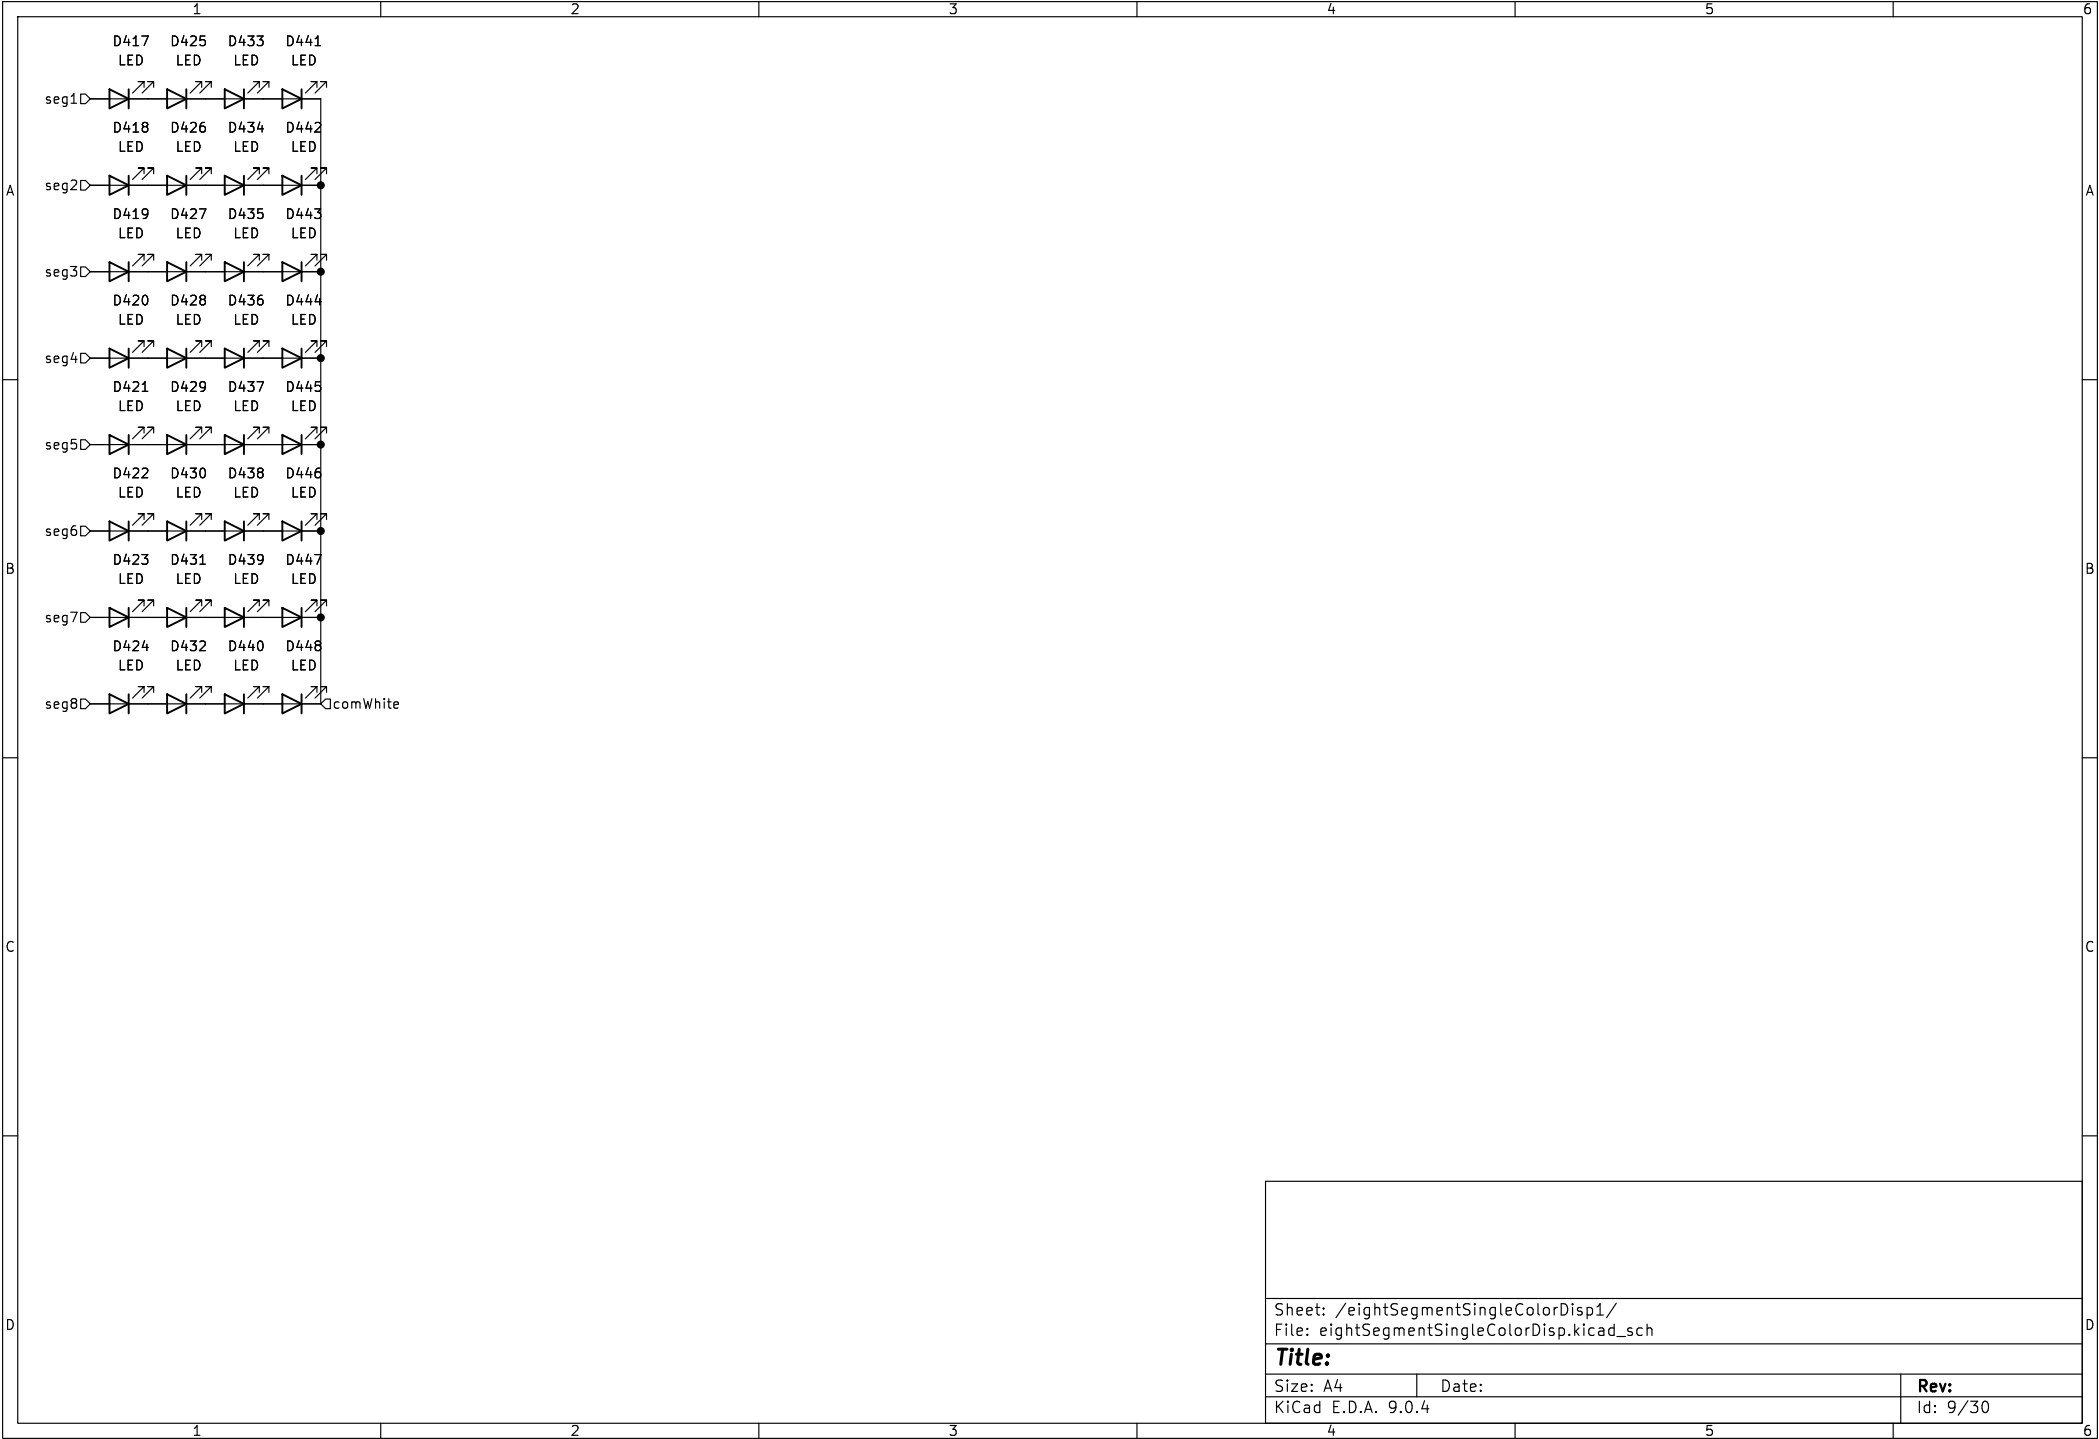 1 2 3 4 5 6
D417 D425 D433 D441
LED LED LED LED
seg1
D418 D426 D434 D442
LED LED LED LED
seg2
A A
D419 D427 D435 D443
LED LED LED LED
seg3
D420 D428 D436 D444
LED LED LED LED
seg4
D421 D429 D437 D445
LED LED LED LED
seg5
D422 D430 D438 D446
LED LED LED LED
seg6
D423 D431 D439 D447
B B
LED LED LED LED
seg7
D424 D432 D440 D448
LED LED LED LED
seg8 comWhite
C C
Sheet: /eightSegmentSingleColorDisp1/
D D
File: eightSegmentSingleColorDisp.kicad_sch
Title:
Size: A4 Date: Rev:
KiCad E.D.A. 9.0.4 Id: 9/30
1 2 3 4 5 6